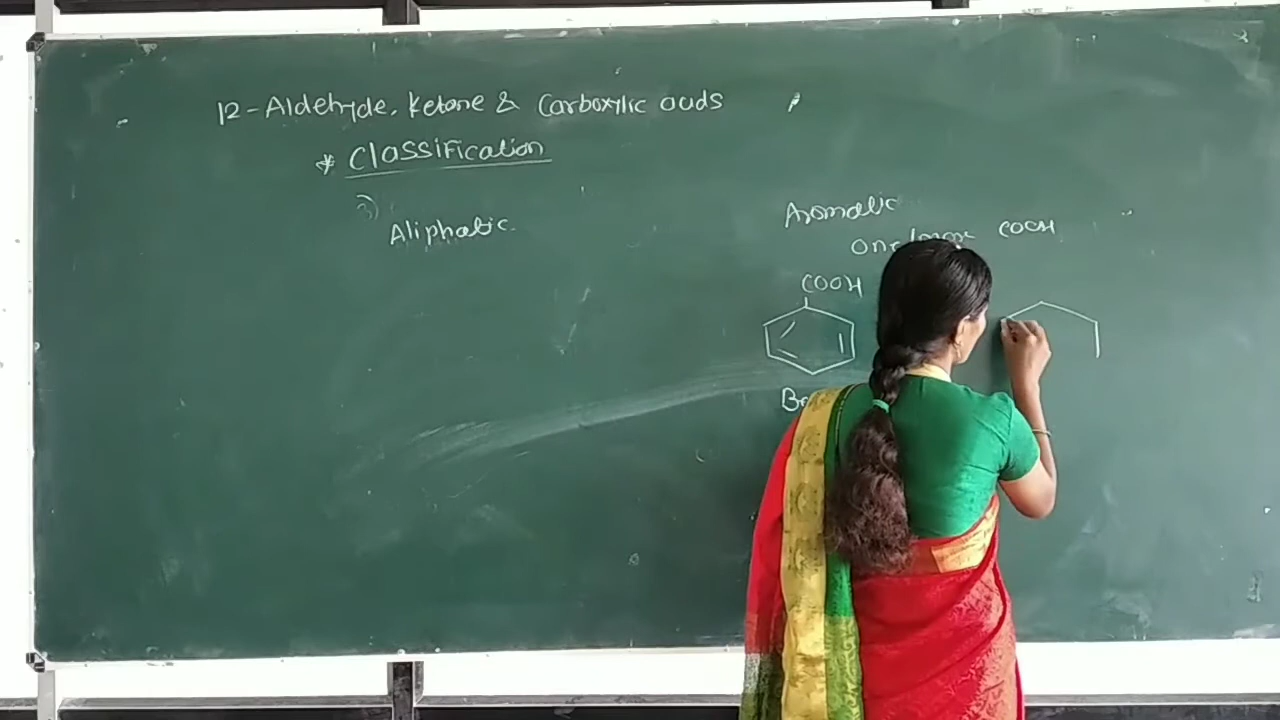 12 - Aldehyde, Ketone & Carboxylic acids
* Classification
Aliphatic
Aromatic
COOH
COOH